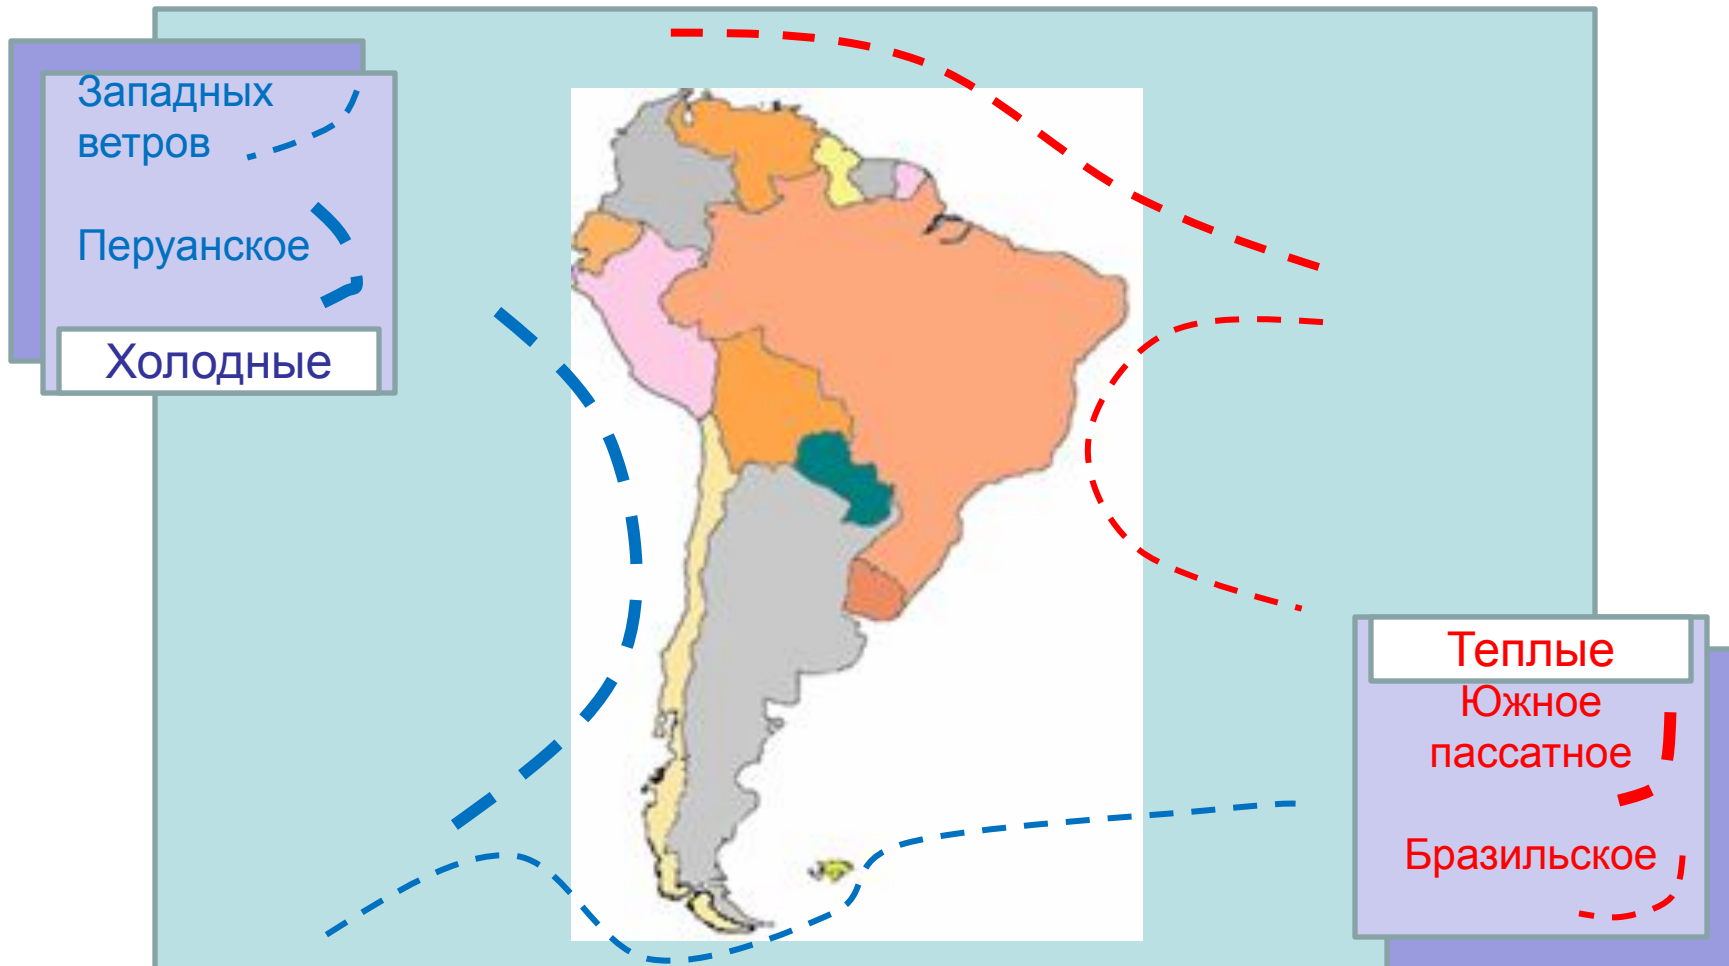 Западных
ветров
Перуанское
Холодные
Теплые
Южное
пассатное
Бразильское